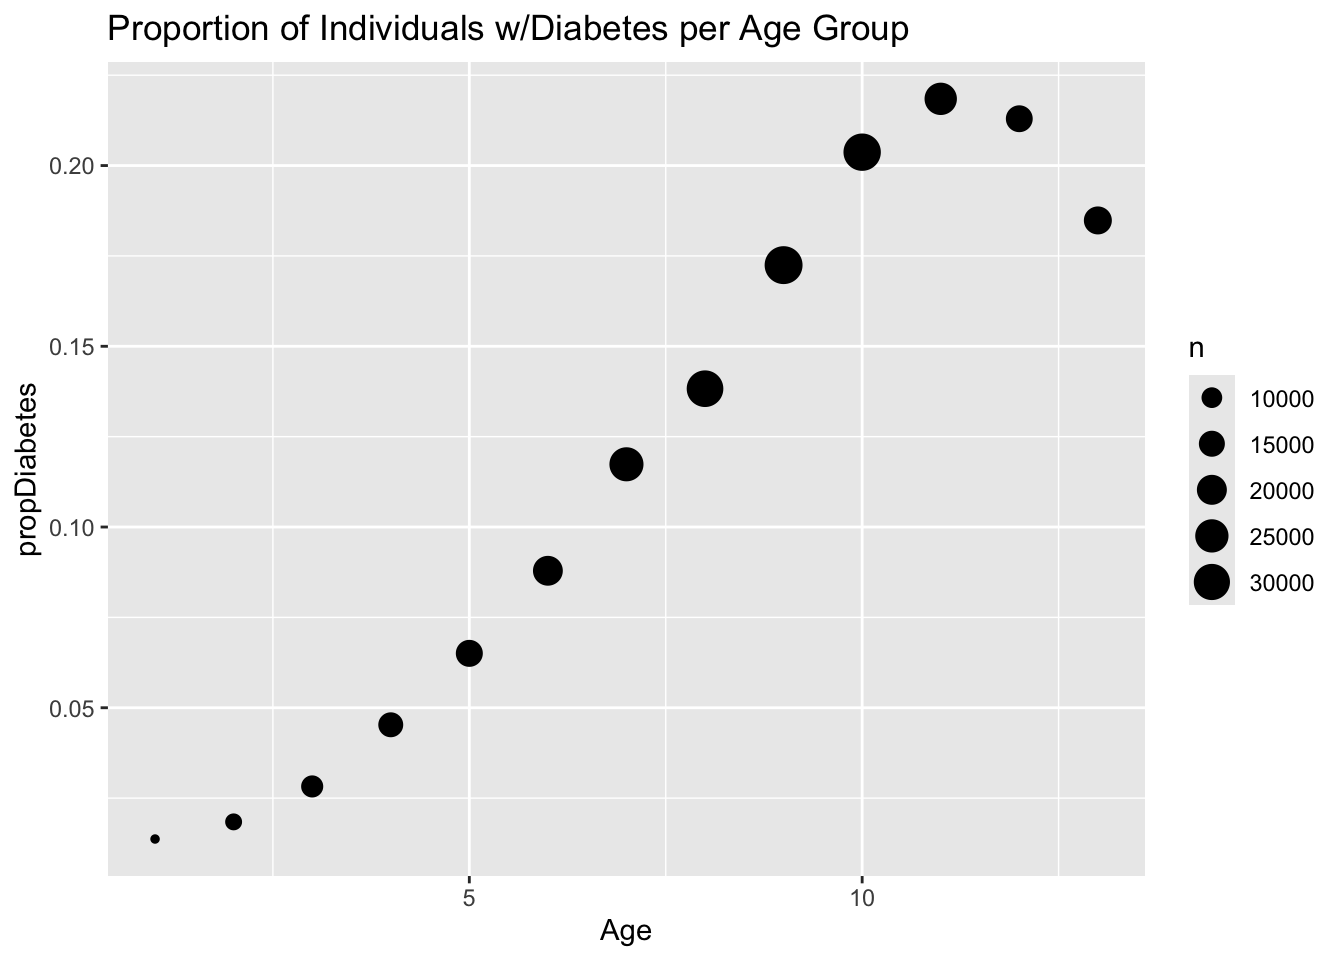 Proportion of Individuals w/Diabetes per Age Group
propDiabetes
0.20
0.15
0.10
0.05
5
10
Age
n
10000
15000
20000
25000
30000